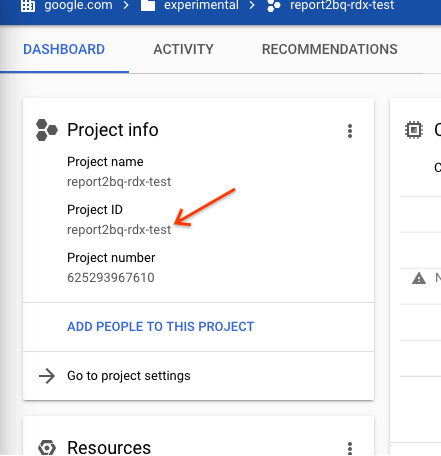 google.com > experimental > report2bq-rdx-test
DASHBOARD ACTIVITY RECOMMENDATIONS
Project info
Project name
report2bq-rdx-test
Project ID
report2bq-rdx-test
Project number
625293967610
ADD PEOPLE TO THIS PROJECT
Go to project settings
Resources